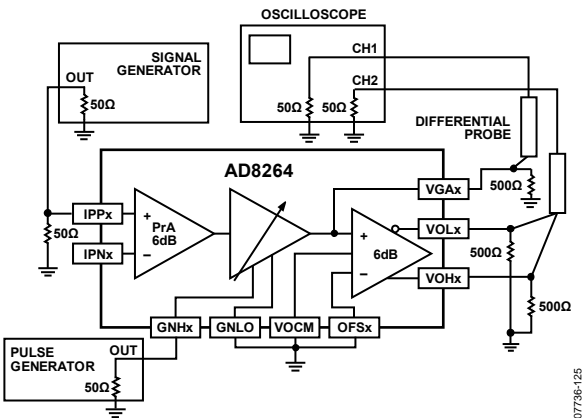 OSCILLOSCOPE
SIGNAL
GENERATOR
OUT
50Ω
CH1
CH2
50Ω
50Ω
DIFFERENTIAL
PROBE
AD8264
VGAx
500Ω
IPPx
50Ω
IPNx
+
PrA
6dB
–
+
6dB
–
VOLx
500Ω
VOHx
500Ω
GNHx
GNLO
VOCM
OFSx
PULSE
GENERATOR
OUT
50Ω
07736-125